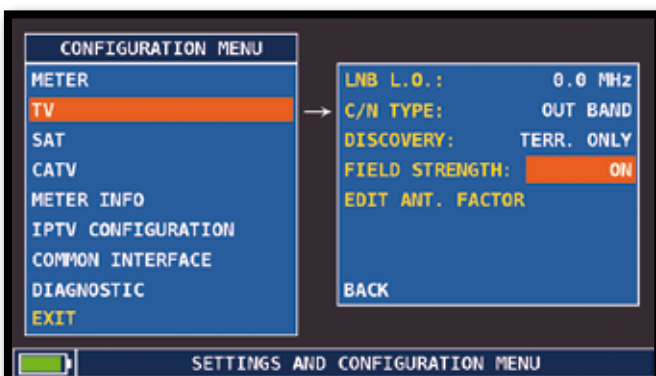 CONFIGURATION MENU
METER
TV
SAT
CATV
METER INFO
IPTV CONFIGURATION
COMMON INTERFACE
DIAGNOSTIC
EXIT
→
LNB L.O.: 0.0 MHz
C/N TYPE: OUT BAND
DISCOVERY: TERR. ONLY
FIELD STRENGTH: ON
EDIT ANT. FACTOR
BACK
SETTINGS AND CONFIGURATION MENU